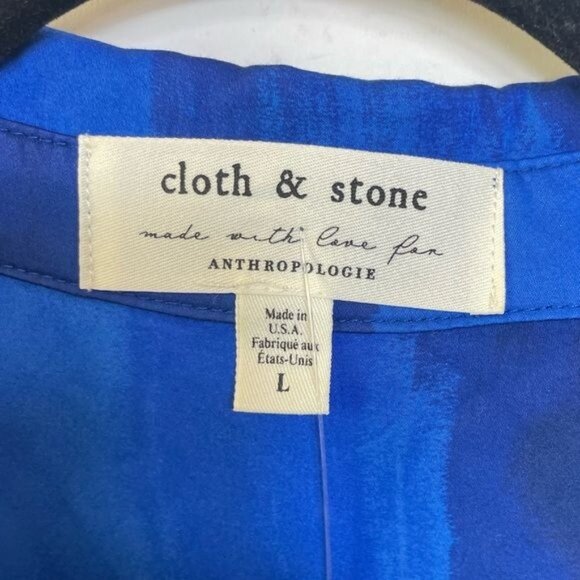 cloth & stone
made with love for
ANTHROPOLOGIE
Made in
U.S.A.
Fabriqué aux
États-Unis
L